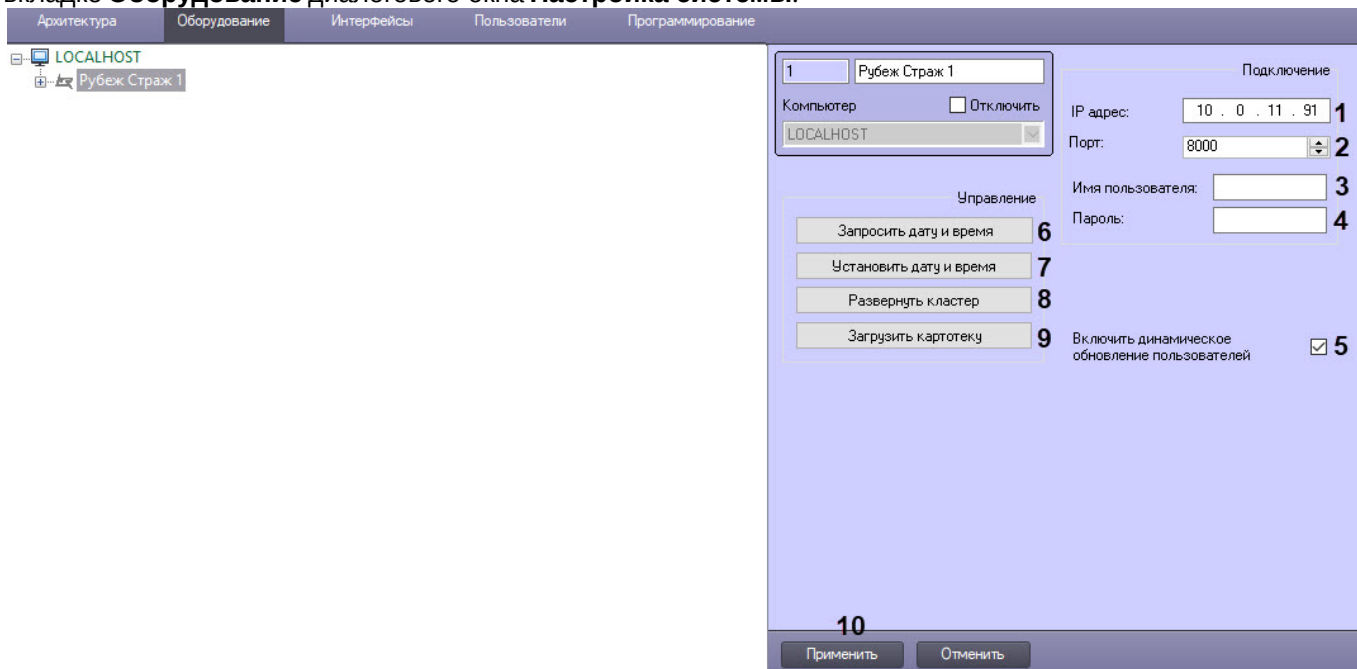 вкладке Оборудование диалогового окна Настройка системы.
Архитектура Оборудование Интерфейсы Пользователи Программирование
LOCALHOST
Рубеж Страж 1
1 Рубеж Страж 1
Компьютер Отключить
LOCALHOST
Подключение
IP адрес: 10 . 0 . 11 . 91 1
Порт: 8000 2
Имя пользователя: 3
Пароль: 4
Управление
Запросить дату и время 6
Установить дату и время 7
Развернуть кластер 8
Загрузить картотеку 9
Включить динамическое
обновление пользователей 5
10
Применить Отменить